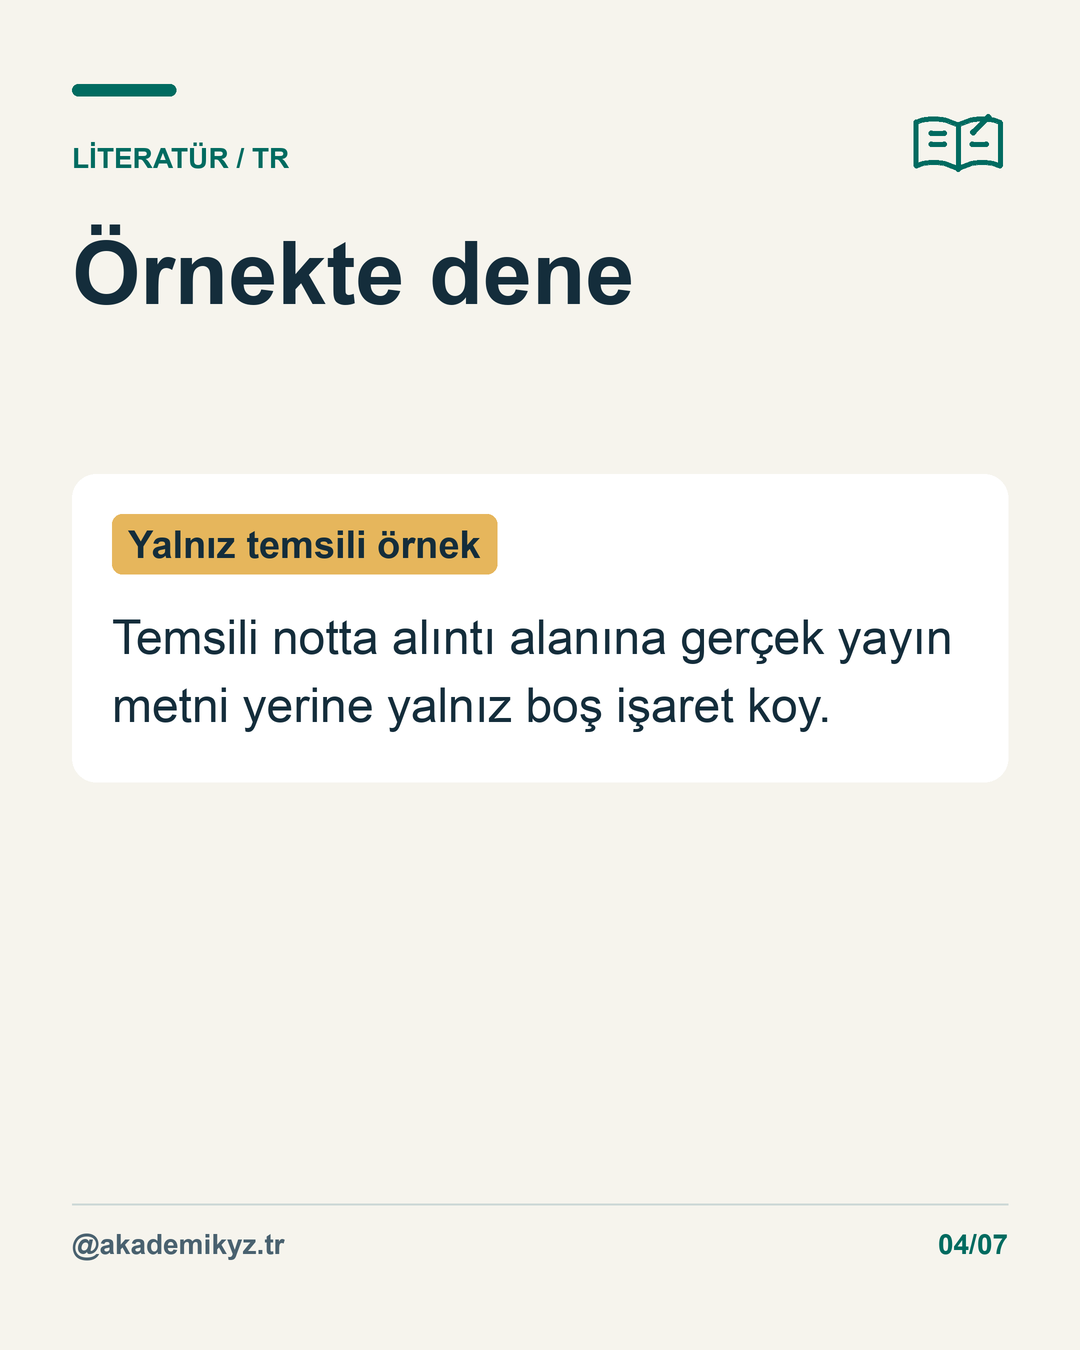 LİTERATÜR / TR
Örnekte dene
Yalnız temsili örnek
Temsili notta alıntı alanına gerçek yayın
metni yerine yalnız boş işaret koy.
@akademikyz.tr
04/07